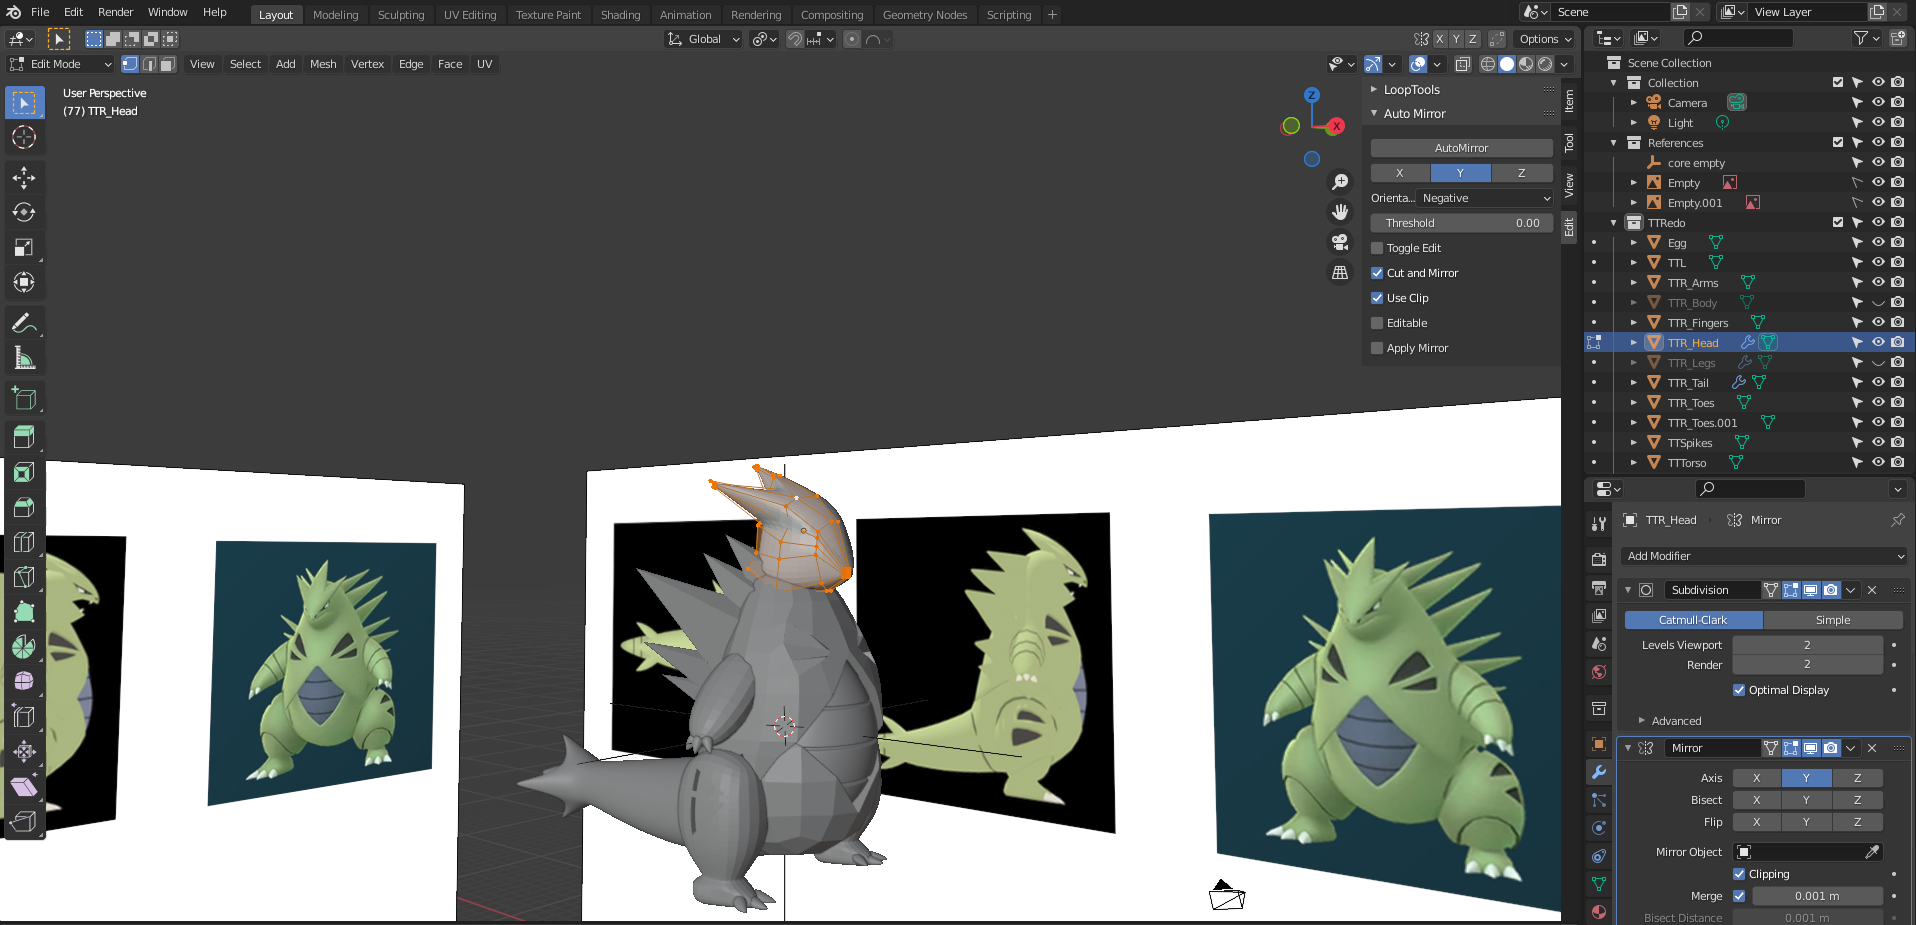 File Edit Render Window Help Layout Modeling Sculpting UV Editing Texture Paint Shading Animation Rendering Compositing Geometry Nodes Scripting + Scene View Layer
Global X Y Z Options
Edit Mode View Select Add Mesh Vertex Edge Face UV
User Perspective
(77) TTR_Head
Z
X
LoopTools
Auto Mirror
AutoMirror
X Y Z
Orienta... Negative
Threshold 0.00
Toggle Edit
Cut and Mirror
Use Clip
Editable
Apply Mirror
Item
Tool
View
Edit
Scene Collection
Collection
Camera
Light
References
core empty
Empty
Empty.001
TTRedo
Egg
TTL
TTR_Arms
TTR_Body
TTR_Fingers
TTR_Head
TTR_Legs
TTR_Tail
TTR_Toes
TTR_Toes.001
TTSpikes
TTTorso
TTR_Head Mirror
Add Modifier
Subdivision
Catmull-Clark Simple
Levels Viewport 2
Render 2
Optimal Display
Advanced
Mirror
Axis X Y Z
Bisect X Y Z
Flip X Y Z
Mirror Object
Clipping
Merge 0.001 m
Bisect Distance 0.001 m